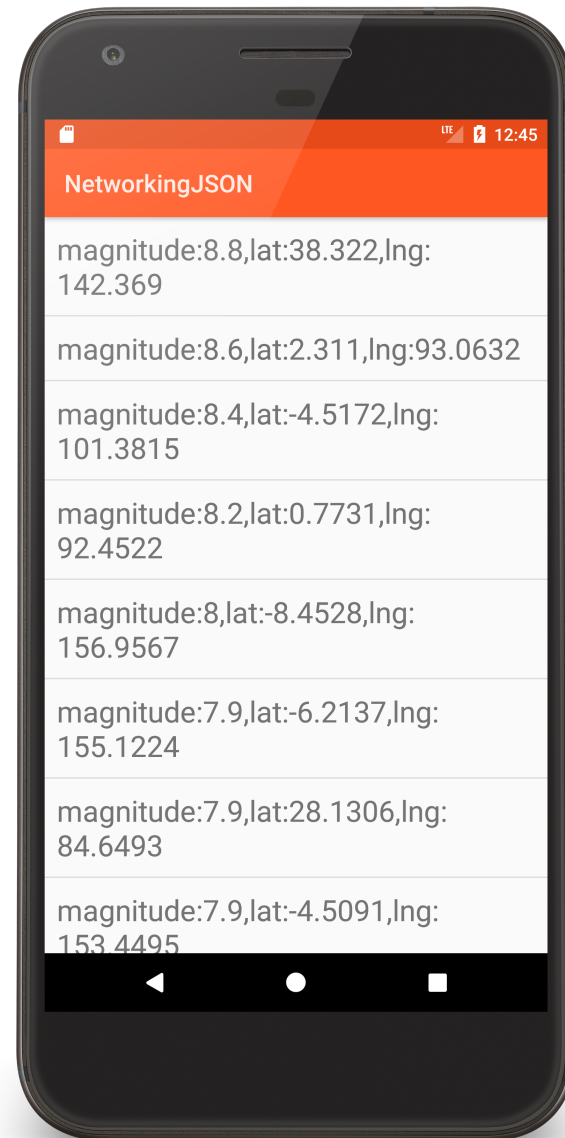 LTE 12:45
NetworkingJSON
magnitude:8.8,lat:38.322,lng:
142.369
magnitude:8.6,lat:2.311,lng:93.0632
magnitude:8.4,lat:-4.5172,lng:
101.3815
magnitude:8.2,lat:0.7731,lng:
92.4522
magnitude:8,lat:-8.4528,lng:
156.9567
magnitude:7.9,lat:-6.2137,lng:
155.1224
magnitude:7.9,lat:28.1306,lng:
84.6493
magnitude:7.9,lat:-4.5091,lng:
153.4495